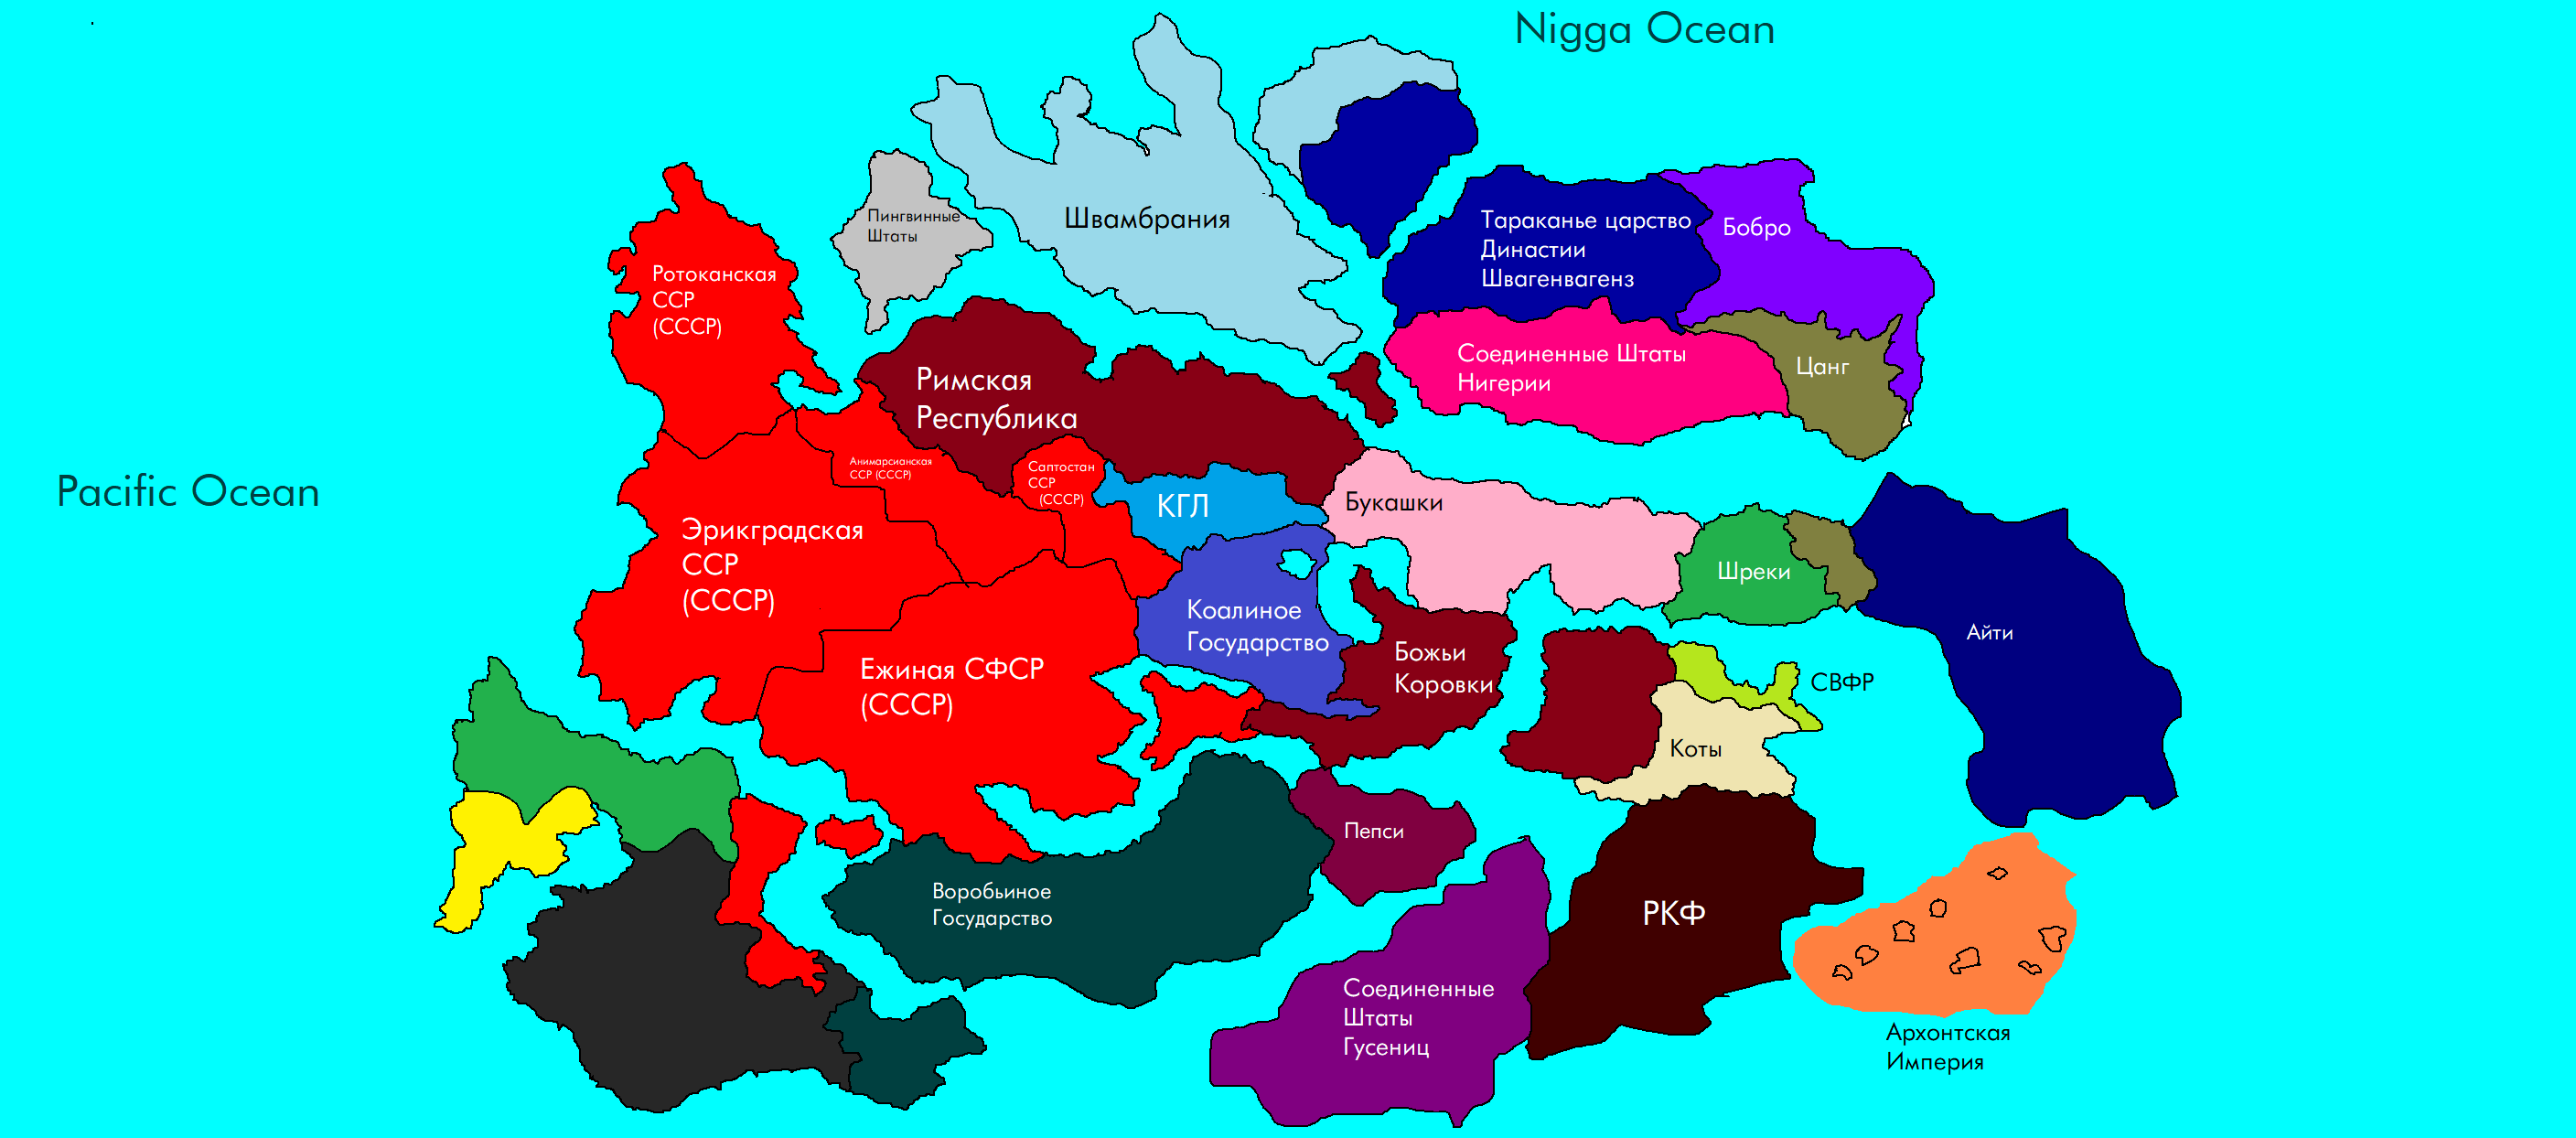 Nigga Ocean
Pacific Ocean
Пингвинные
Штаты
Швамбрания
Тараканье царство
Династии
Швагенвагенз
Бобро
Ротоканская
ССР
(СССР)
Римская
Республика
Соединенные Штаты
Нигерии
Цанг
Анимарсианская
ССР (СССР)
Саптостан
ССР
(СССР)
КГЛ
Букашки
Эрикградская
ССР
(СССР)
Шреки
Айти
Коалиное
Государство
Божьи
Коровки
Ежиная СФСР
(СССР)
СВФР
Коты
Пепси
Воробьиное
Государство
РКФ
Соединенные
Штаты
Гусениц
Архонтская
Империя